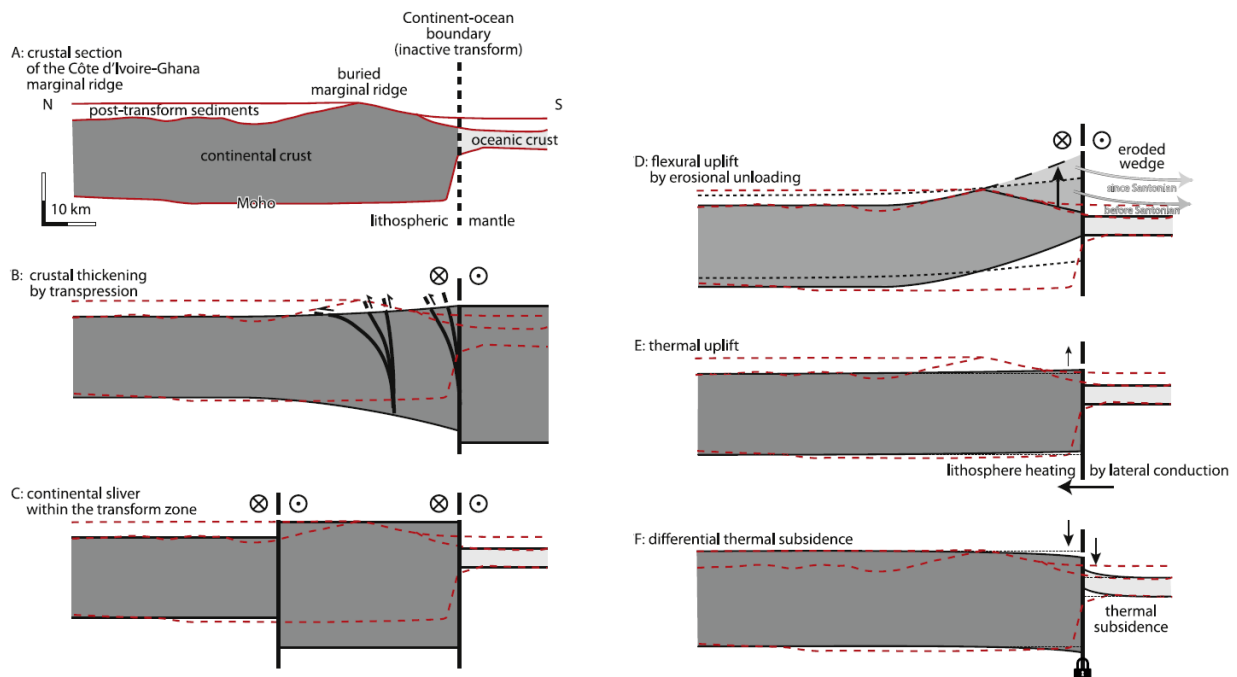 A: crustal section
of the Côte d'Ivoire-Ghana
marginal ridge
Continent-ocean
boundary
(inactive transform)
buried
marginal ridge
N
S
post-transform sediments
continental crust
oceanic crust
Moho
10 km
lithospheric
mantle
B: crustal thickening
by transpression
C: continental sliver
within the transform zone
D: flexural uplift
by erosional unloading
eroded
wedge
since Santonian
before Santonian
E: thermal uplift
lithosphere heating
by lateral conduction
F: differential thermal subsidence
thermal
subsidence